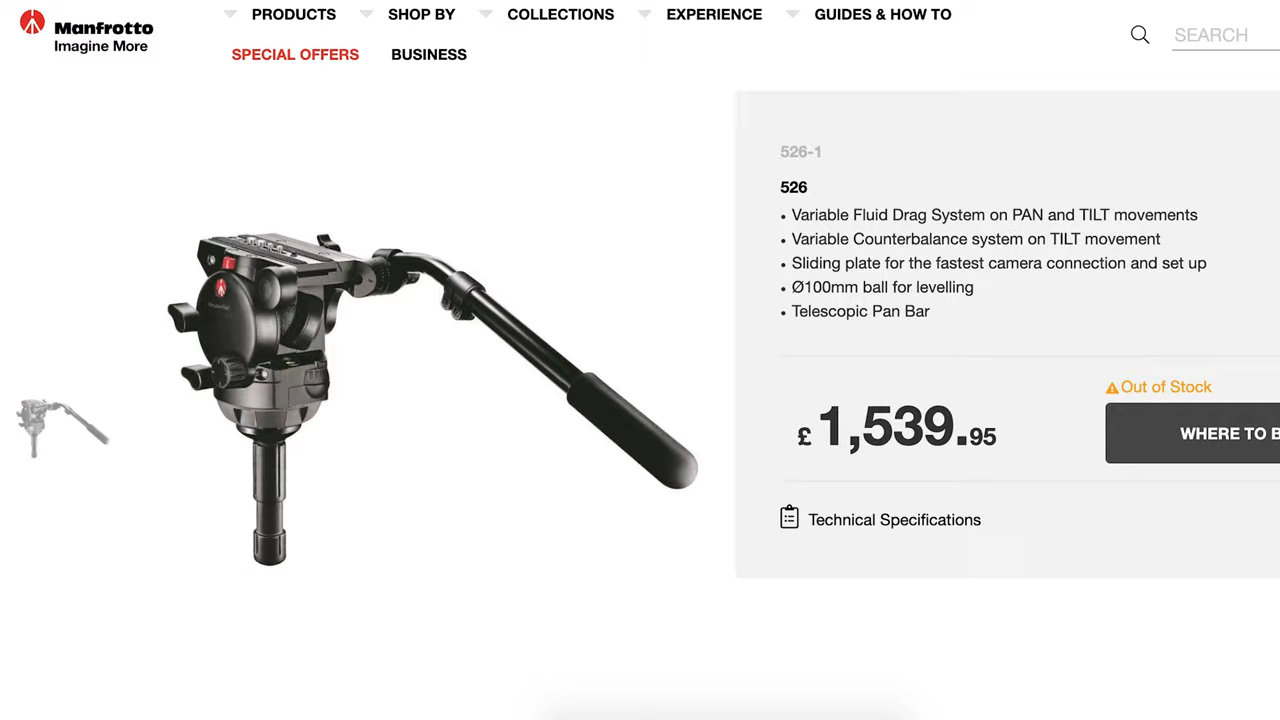 Manfrotto
Imagine More
PRODUCTS
SHOP BY
COLLECTIONS
EXPERIENCE
GUIDES & HOW TO
SPECIAL OFFERS
BUSINESS
SEARCH
526-1
526
• Variable Fluid Drag System on PAN and TILT movements
• Variable Counterbalance system on TILT movement
• Sliding plate for the fastest camera connection and set up
• Ø100mm ball for levelling
• Telescopic Pan Bar
Out of Stock
£ 1,539.95
WHERE TO B
Technical Specifications